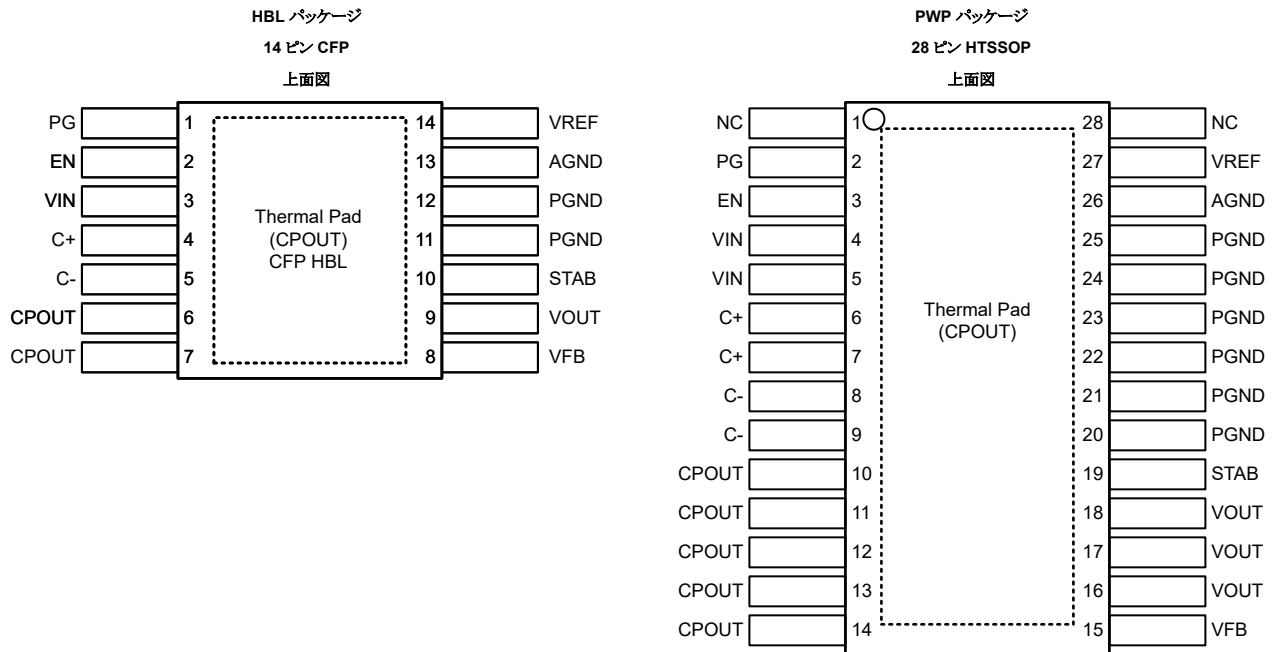 HBL パッケージ
14 ピン CFP
上面図
PG 1 14 VREF
EN 2 13 AGND
VIN 3 12 PGND
C+ 4 11 PGND
C- 5 10 STAB
CPOUT 6 9 VOUT
CPOUT 7 8 VFB
Thermal Pad
(CPOUT)
CFP HBL
PWP パッケージ
28 ピン HTSSOP
上面図
NC 1 28 NC
PG 2 27 VREF
EN 3 26 AGND
VIN 4 25 PGND
VIN 5 24 PGND
C+ 6 23 PGND
C+ 7 22 PGND
C- 8 21 PGND
C- 9 20 PGND
CPOUT 10 19 STAB
CPOUT 11 18 VOUT
CPOUT 12 17 VOUT
CPOUT 13 16 VOUT
CPOUT 14 15 VFB
Thermal Pad
(CPOUT)